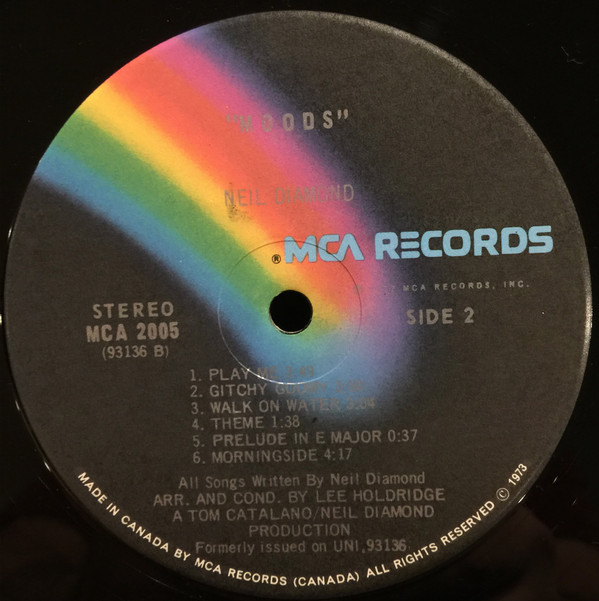 "MOODS"
NEIL DIAMOND
® MCA RECORDS
MCA RECORDS, INC.
STEREO
MCA 2005
(93136 B)
SIDE 2
1. PLAY ME
2. GITCHY
3. WALK ON WATER 3:04
4. THEME 1:38
5. PRELUDE IN E MAJOR 0:37
6. MORNINGSIDE 4:17
All Songs Written By Neil Diamond
ARR. AND COND. BY LEE HOLDRIDGE
A TOM CATALANO/NEIL DIAMOND
PRODUCTION
Formerly issued on UNI, 93136
MADE IN CANADA BY MCA RECORDS (CANADA) ALL RIGHTS RESERVED © 1973